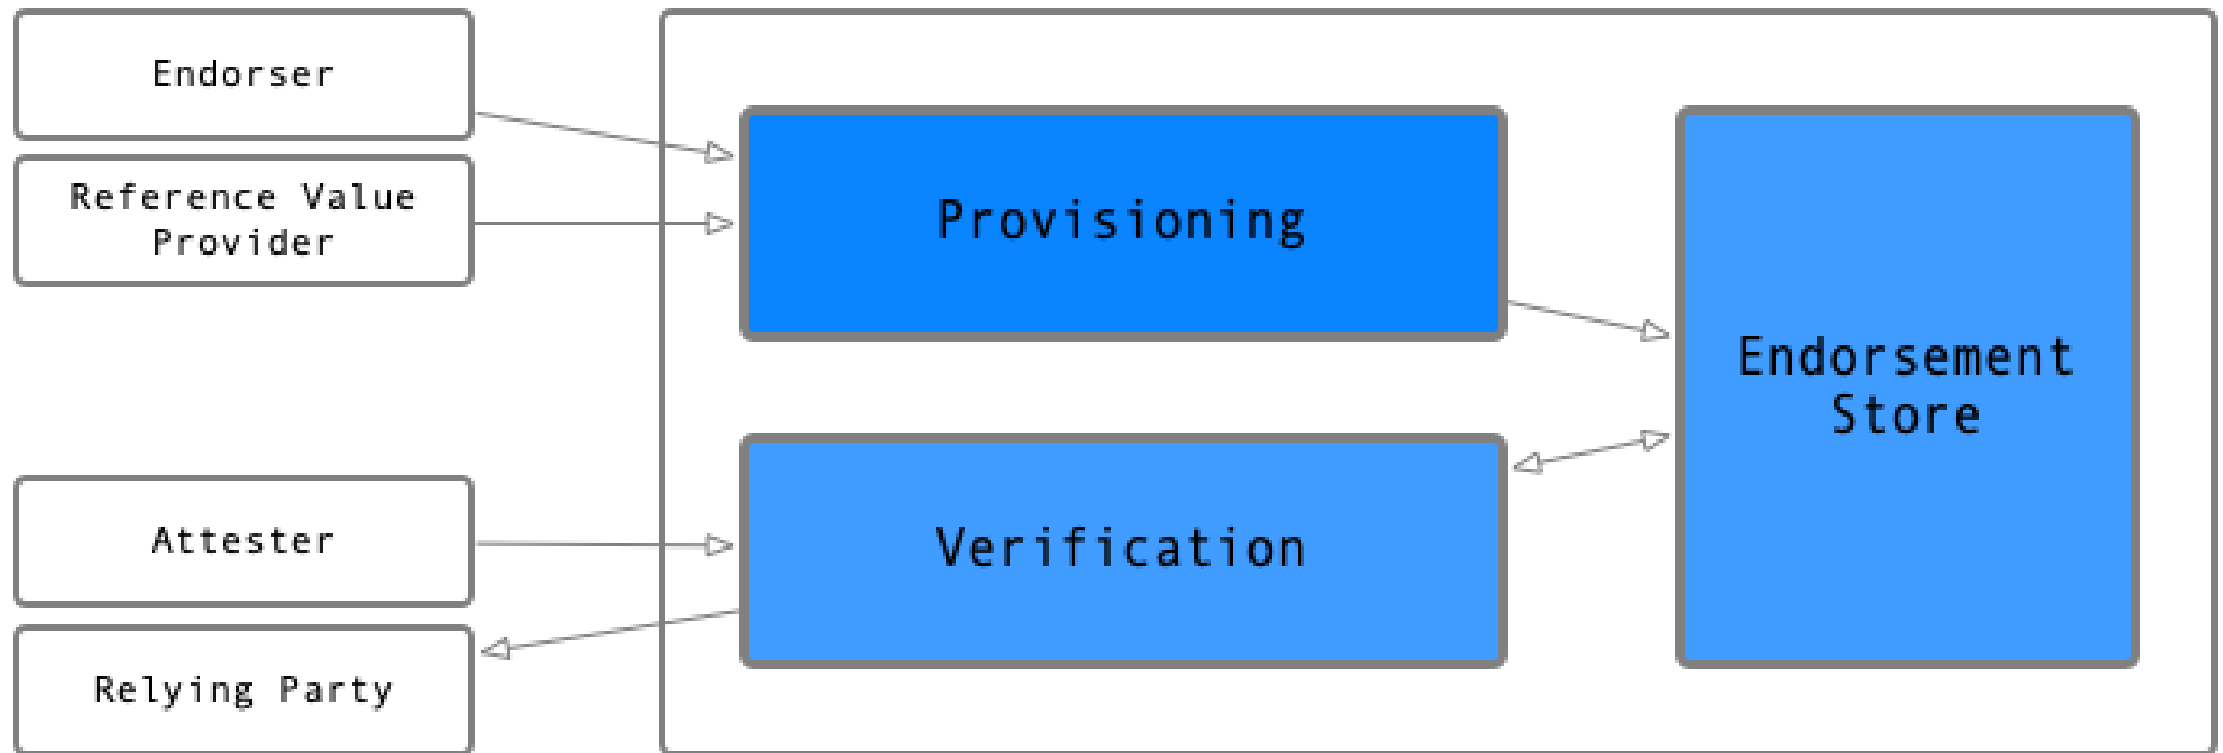 Endorser
Reference Value
Provider
Provisioning
Endorsement
Store
Attester
Verification
Relying Party